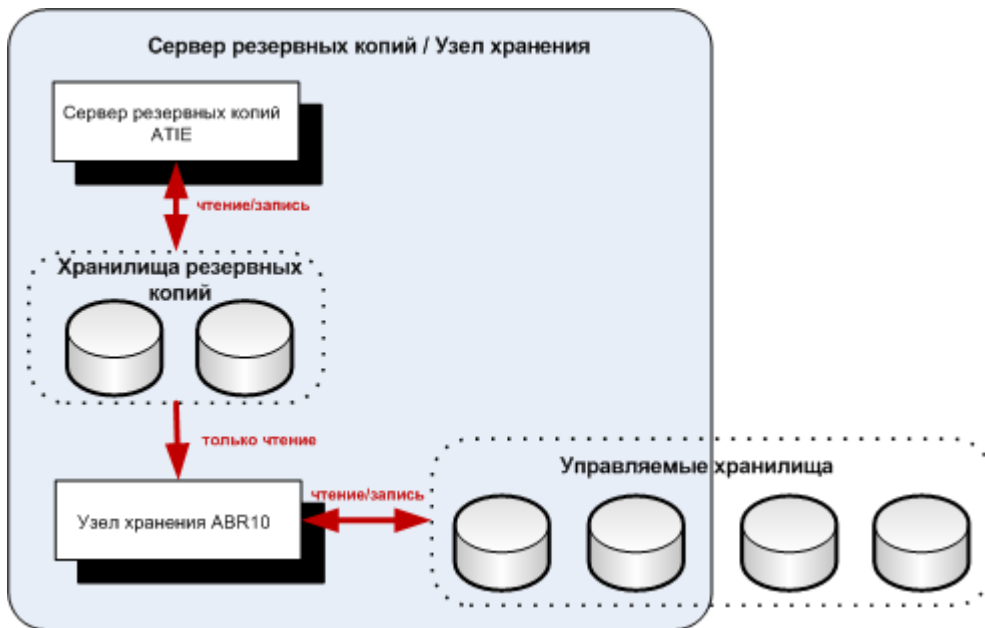 Сервер резервных копий / Узел хранения
Сервер резервных копий
ATIE
чтение/запись
Хранилища резервных
копий
только чтение
Управляемые хранилища
чтение/запись
Узел хранения ABR10